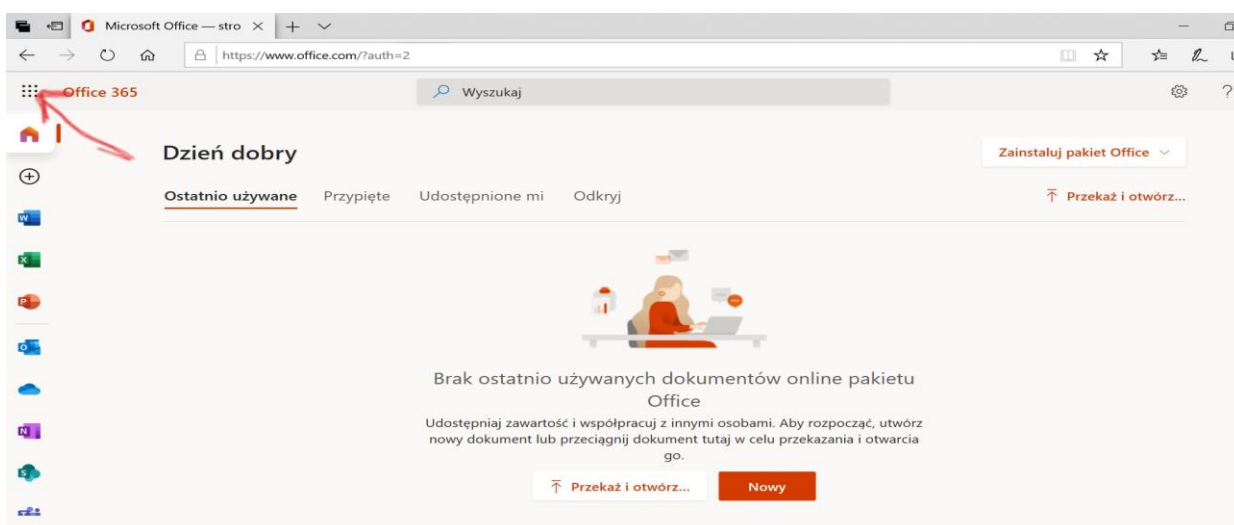 Microsoft Office — stro
https://www.office.com/?auth=2
Office 365
Wyszukaj
Dzień dobry
Zainstaluj pakiet Office
Ostatnio używane Przypięte Udostępnione mi Odkryj
Przekaż i otwórz...
Brak ostatnio używanych dokumentów online pakietu
Office
Udostępniaj zawartość i współpracuj z innymi osobami. Aby rozpocząć, utwórz
nowy dokument lub przeciągnij dokument tutaj w celu przekazania i otwarcia
go.
Przekaż i otwórz... Nowy